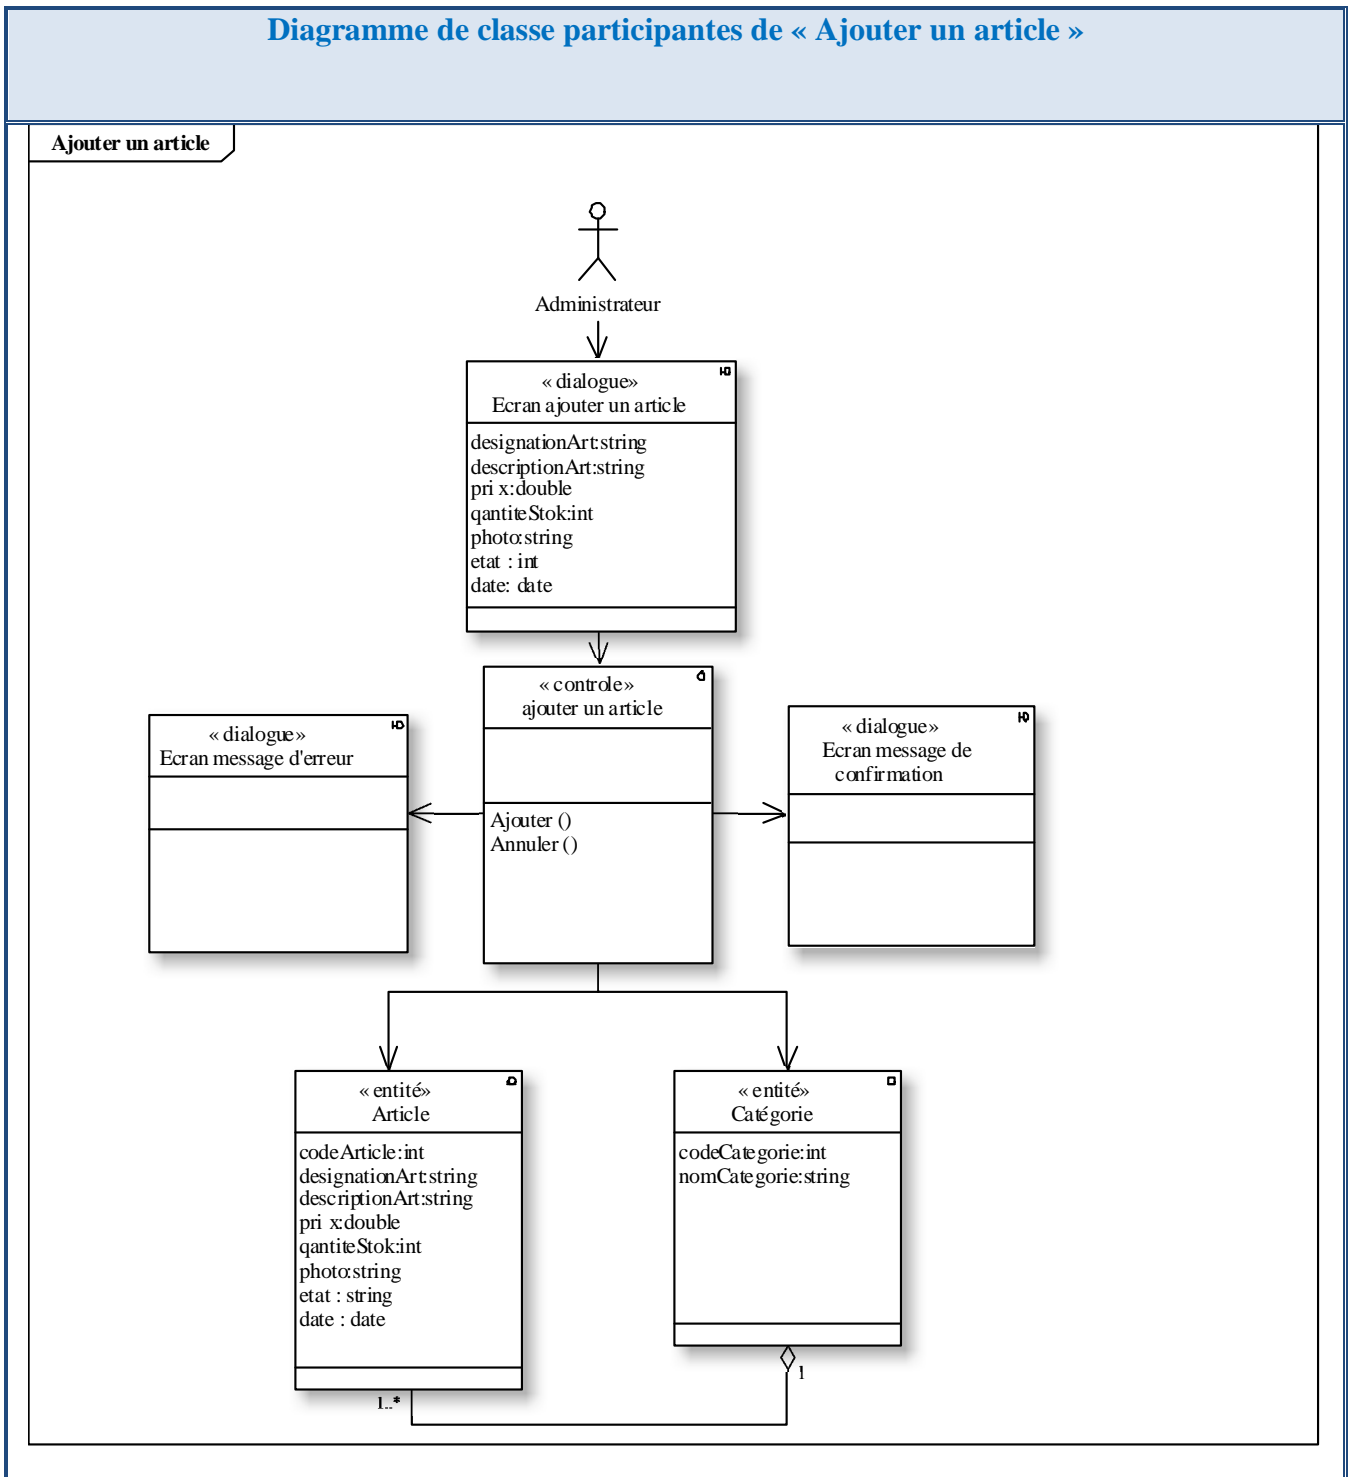 Diagramme de classe participantes de « Ajouter un article »
Ajouter un article
Administrateur
« dialogue»
Ecran ajouter un article
designationArt:string
descriptionArt:string
pri x:double
qantiteStok:int
photo:string
etat : int
date: date
« controle»
ajouter un article
Ajouter ()
Annuler ()
« dialogue»
Ecran message d'erreur
« dialogue»
Ecran message de
confirmation
« entité»
Article
codeArticle:int
designationArt:string
descriptionArt:string
pri x:double
qantiteStok:int
photo:string
etat : string
date : date
1..*
« entité»
Catégorie
codeCategorie:int
nomCategorie:string
1